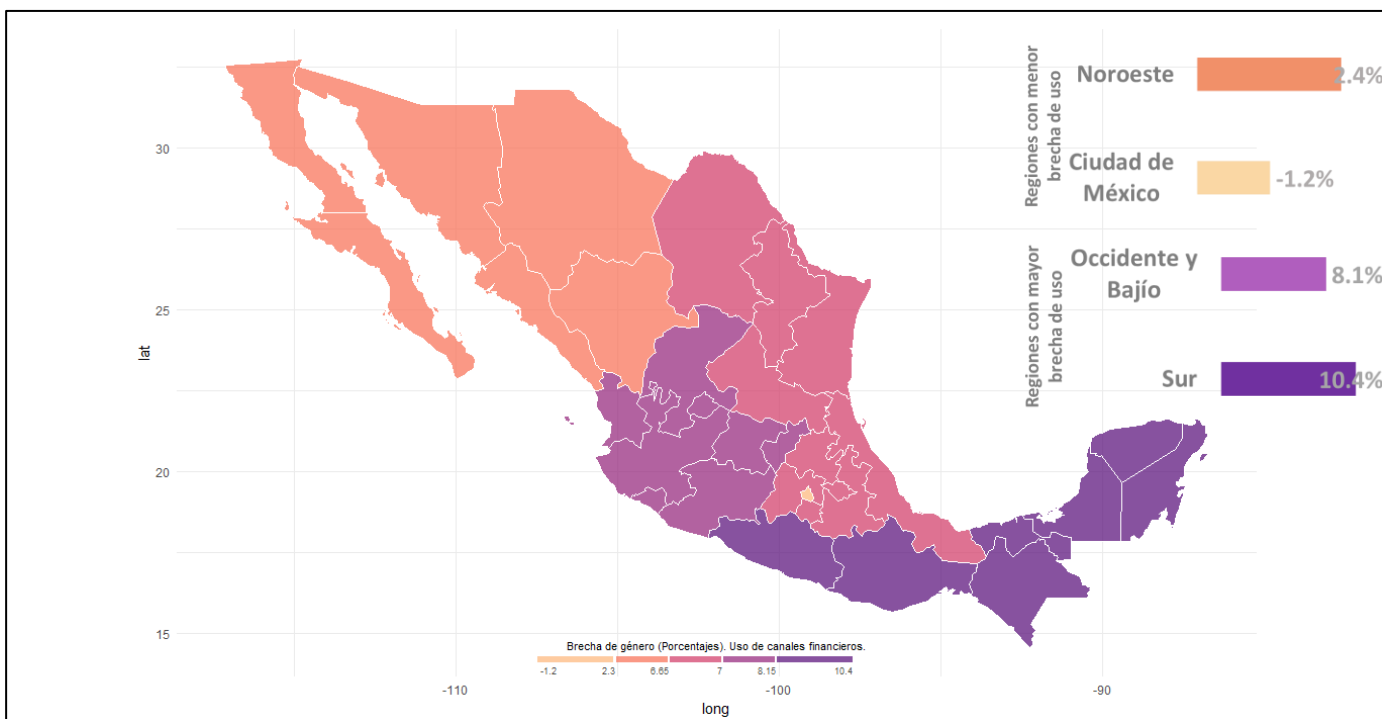 Regiones con menor
brecha de uso
Noroeste
2.4%
Ciudad de
México
-1.2%
Regiones con mayor
brecha de uso
Occidente y
Bajío
8.1%
Sur
10.4%
lat
30
25
20
15
Brecha de género (Porcentajes). Uso de canales financieros.
-1.2 2.3 6.65 7 8.15 10.4
-110 -100 -90
long